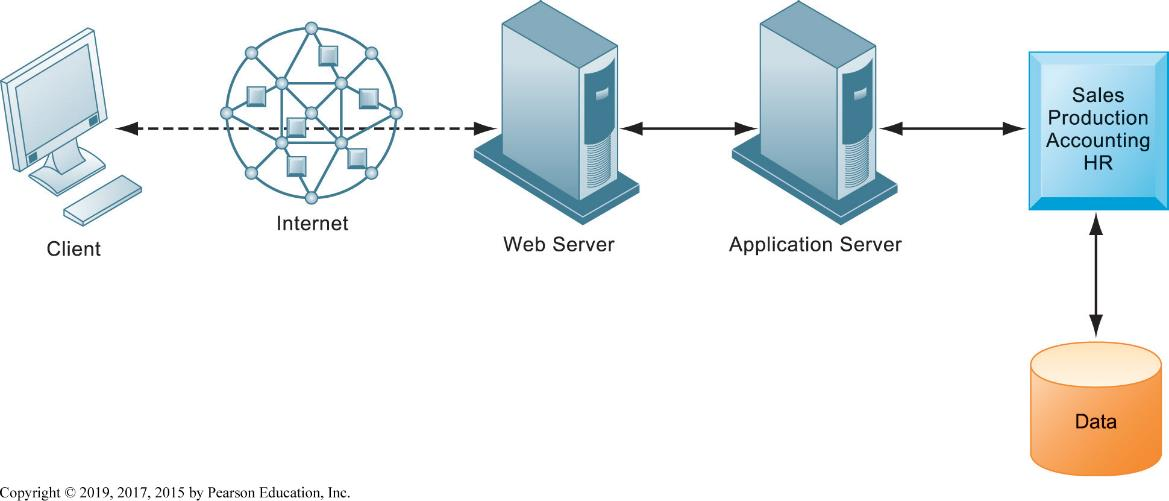 Client
Internet
Web Server
Application Server
Sales
Production
Accounting
HR
Data
Copyright © 2019, 2017, 2015 by Pearson Education, Inc.